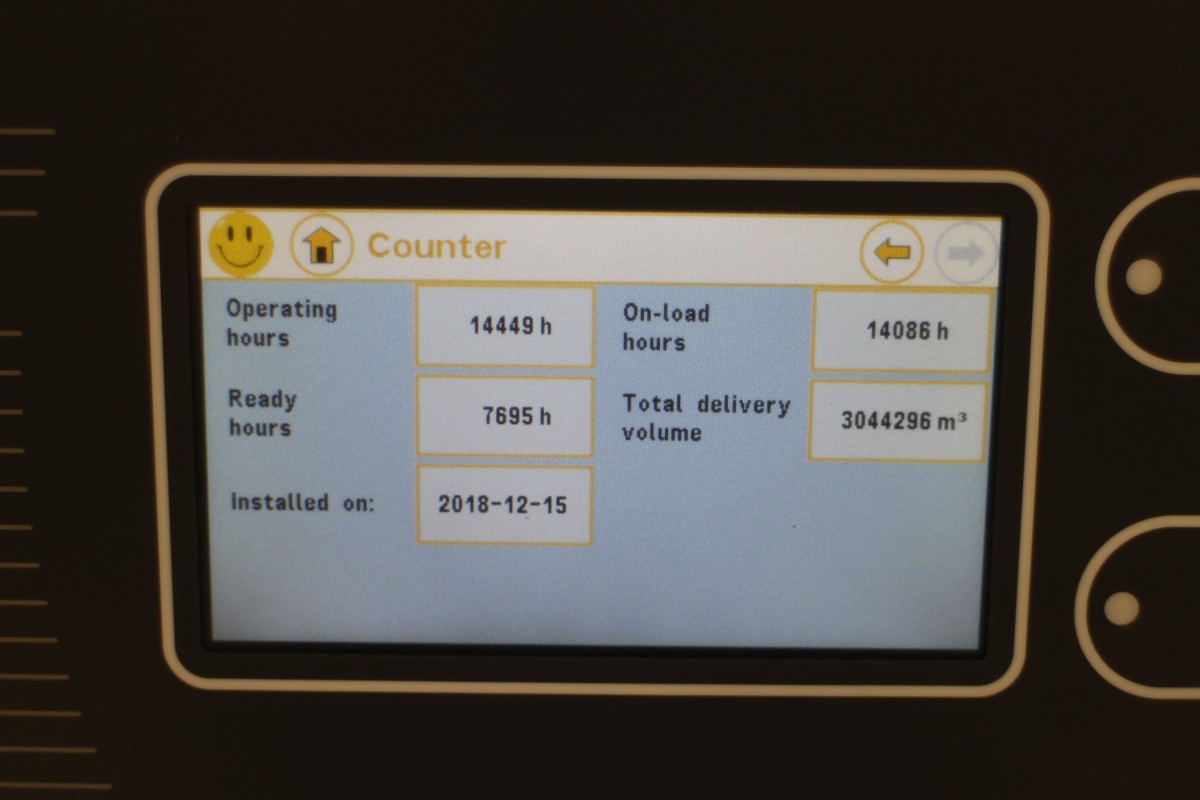 Counter
Operating
hours
14449 h
On-load
hours
14086 h
Ready
hours
7695 h
Total delivery
volume
3044296 m³
Installed on:
2018-12-15